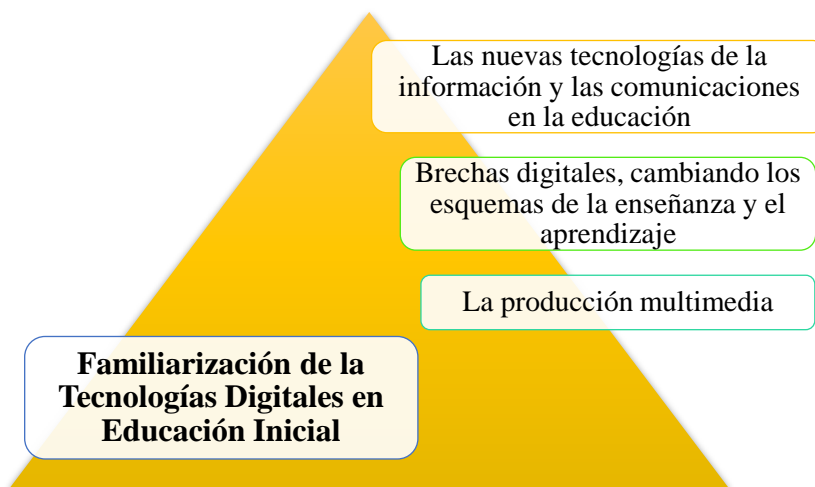 Las nuevas tecnologías de la
información y las comunicaciones
en la educación
Brechas digitales, cambiando los
esquemas de la enseñanza y el
aprendizaje
La producción multimedia
Familiarización de la
Tecnologías Digitales en
Educación Inicial